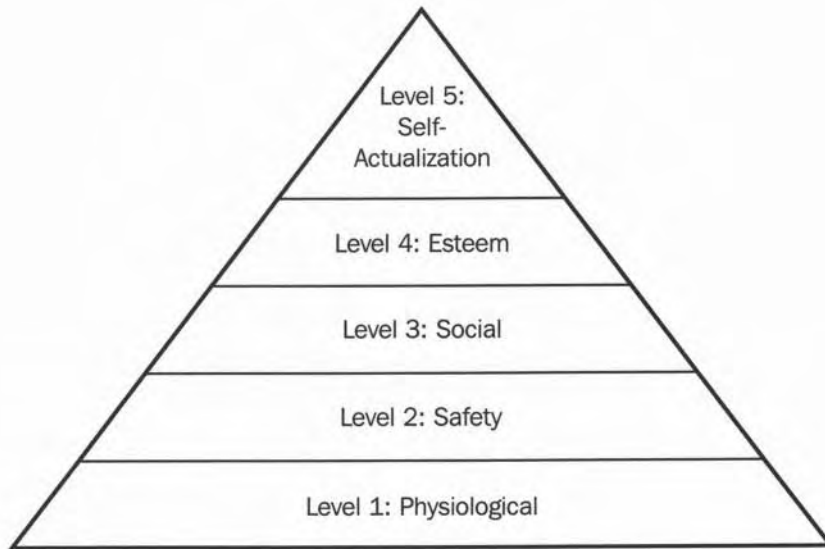 Level 5:
Self-
Actualization
Level 4: Esteem
Level 3: Social
Level 2: Safety
Level 1: Physiological